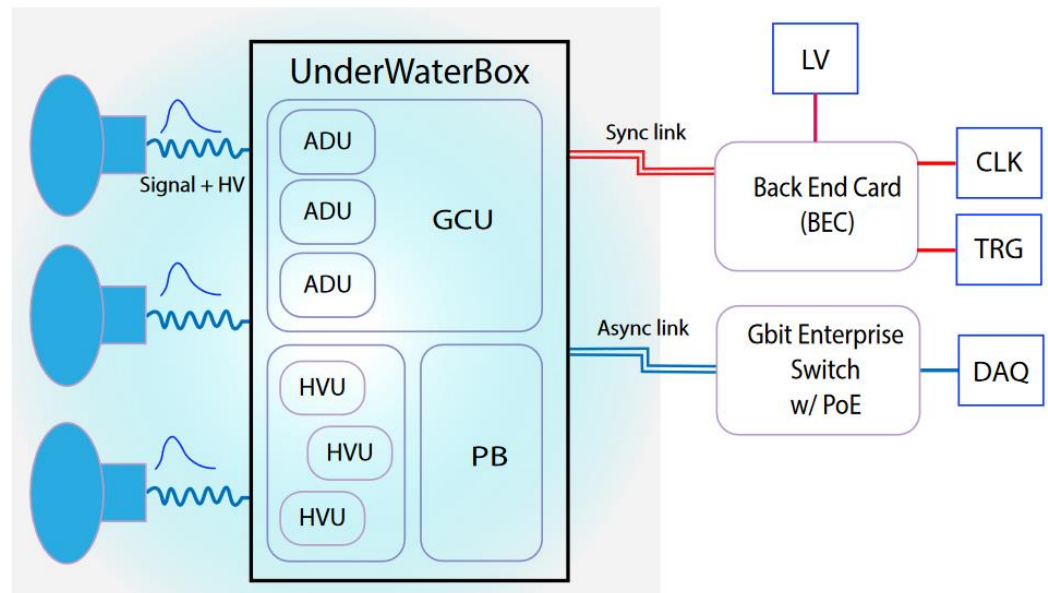 UnderWaterBox
Signal + HV
ADU
ADU
ADU
GCU
HVU
HVU
HVU
PB
Sync link
Async link
LV
Back End Card
(BEC)
CLK
TRG
Gbit Enterprise
Switch
w/ PoE
DAQ